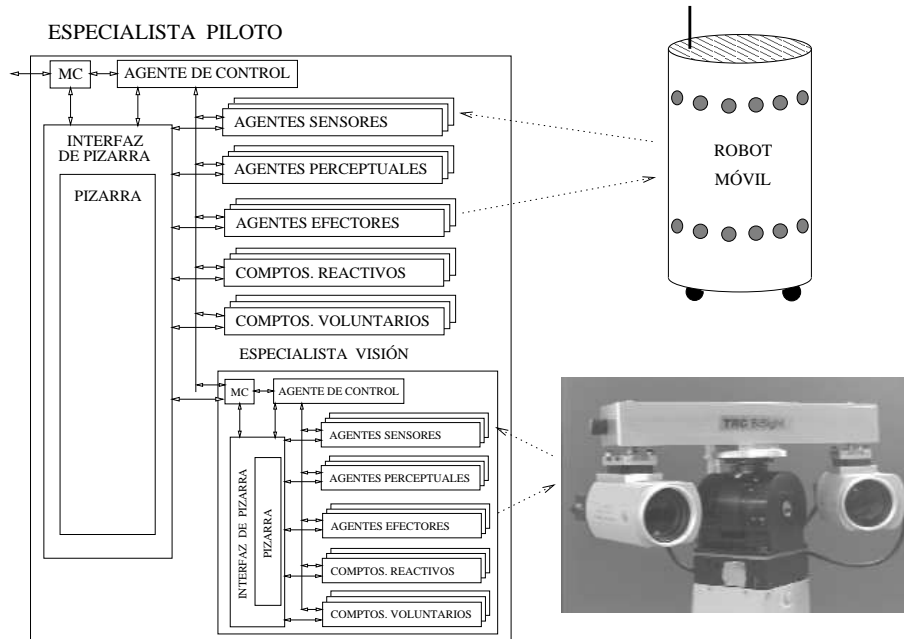 ESPECIALISTA PILOTO
MC
AGENTE DE CONTROL
INTERFAZ
DE PIZARRA
PIZARRA
AGENTES SENSORES
AGENTES PERCEPTUALES
AGENTES EFECTORES
COMPTOS. REACTIVOS
COMPTOS. VOLUNTARIOS
ROBOT
MÓVIL
ESPECIALISTA VISIÓN
MC
AGENTE DE CONTROL
INTERFAZ DE PIZARRA
PIZARRA
AGENTES SENSORES
AGENTES PERCEPTUALES
AGENTES EFECTORES
COMPTOS. REACTIVOS
COMPTOS. VOLUNTARIOS
TRC BiSight